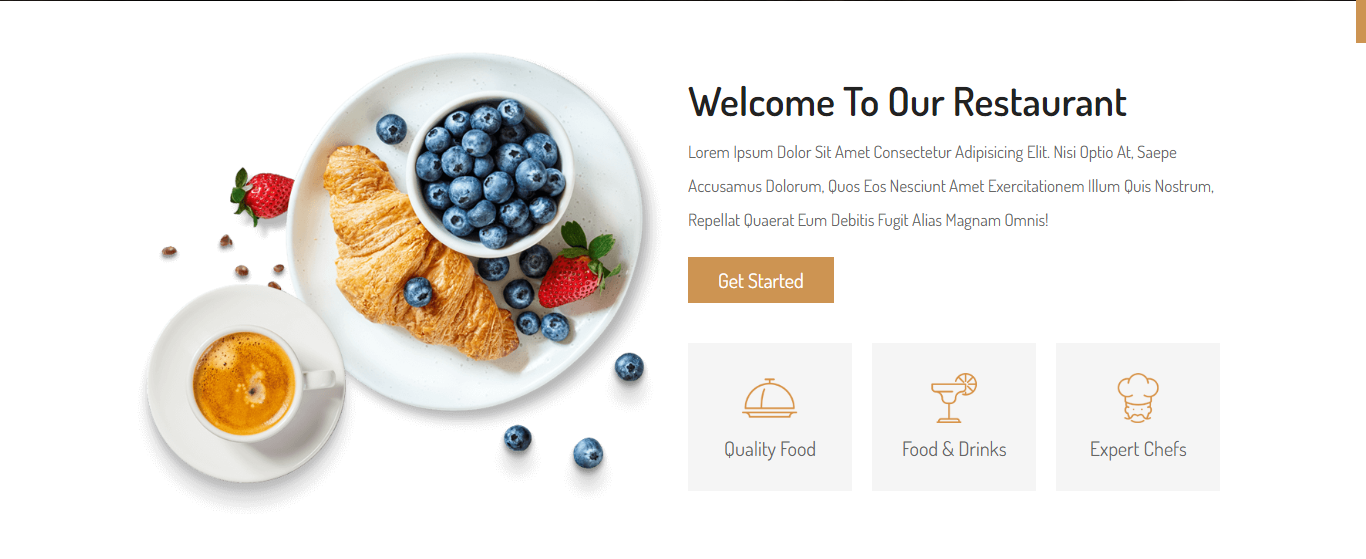 Welcome To Our Restaurant
Lorem Ipsum Dolor Sit Amet Consectetur Adipisicing Elit. Nisi Optio At, Saepe
Accusamus Dolorum, Quos Eos Nesciunt Amet Exercitationem Illum Quis Nostrum,
Repellat Quaerat Eum Debitis Fugit Alias Magnam Omnis!
Get Started
Quality Food
Food & Drinks
Expert Chefs